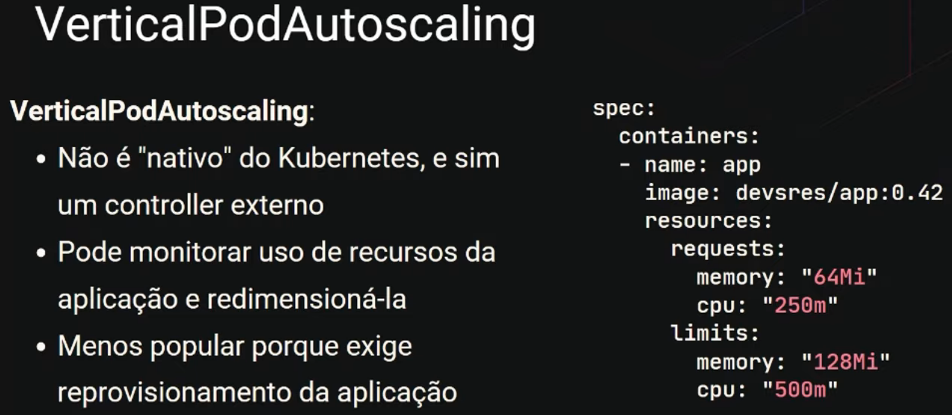 VerticalPodAutoscaling
VerticalPodAutoscaling:
• Não é "nativo" do Kubernetes, e sim
um controller externo
• Pode monitorar uso de recursos da
aplicação e redimensioná-la
• Menos popular porque exige
reprovisionamento da aplicação
spec:
  containers:
  - name: app
    image: devsres/app:0.42
    resources:
      requests:
        memory: "64Mi"
        cpu: "250m"
      limits:
        memory: "128Mi"
        cpu: "500m"